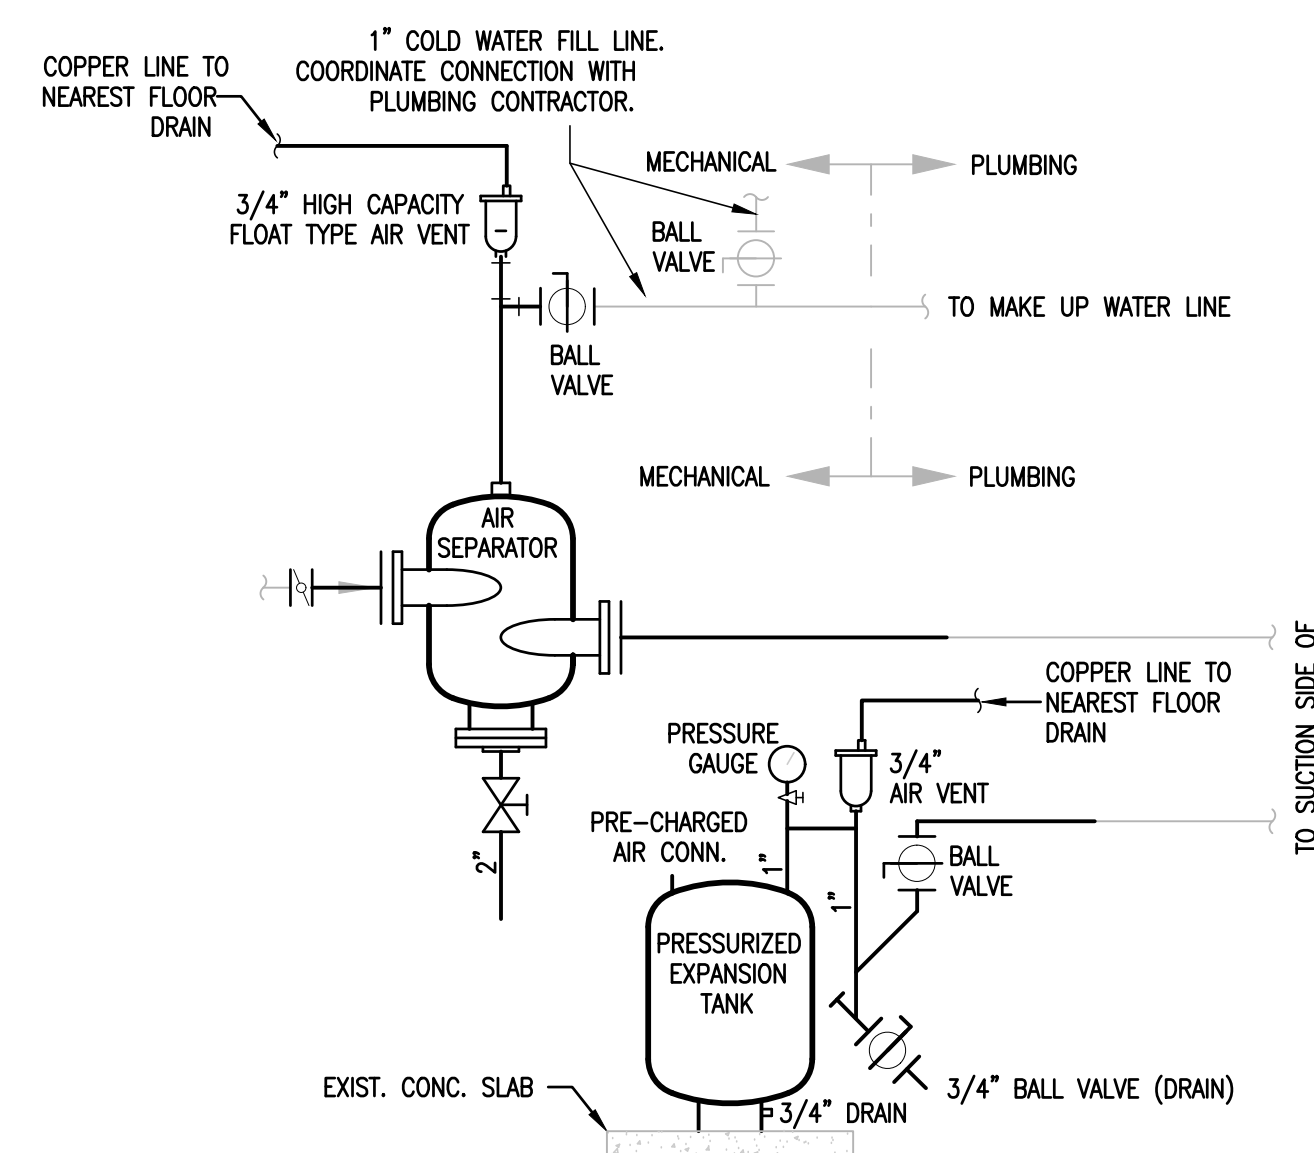 1” COLD WATER FILL LINE.
COORDINATE CONNECTION WITH
PLUMBING CONTRACTOR.
COPPER LINE TO
NEAREST FLOOR
DRAIN
MECHANICAL
PLUMBING
3/4” HIGH CAPACITY
FLOAT TYPE AIR VENT
BALL
VALVE
TO MAKE UP WATER LINE
BALL
VALVE
MECHANICAL
PLUMBING
AIR
SEPARATOR
TO SUCTION SIDE OF
COPPER LINE TO
NEAREST FLOOR
DRAIN
PRESSURE
GAUGE
3/4”
AIR VENT
PRE-CHARGED
AIR CONN.
2”
1”
1”
BALL
VALVE
PRESSURIZED
EXPANSION
TANK
EXIST. CONC. SLAB
3/4” BALL VALVE (DRAIN)
3/4” DRAIN